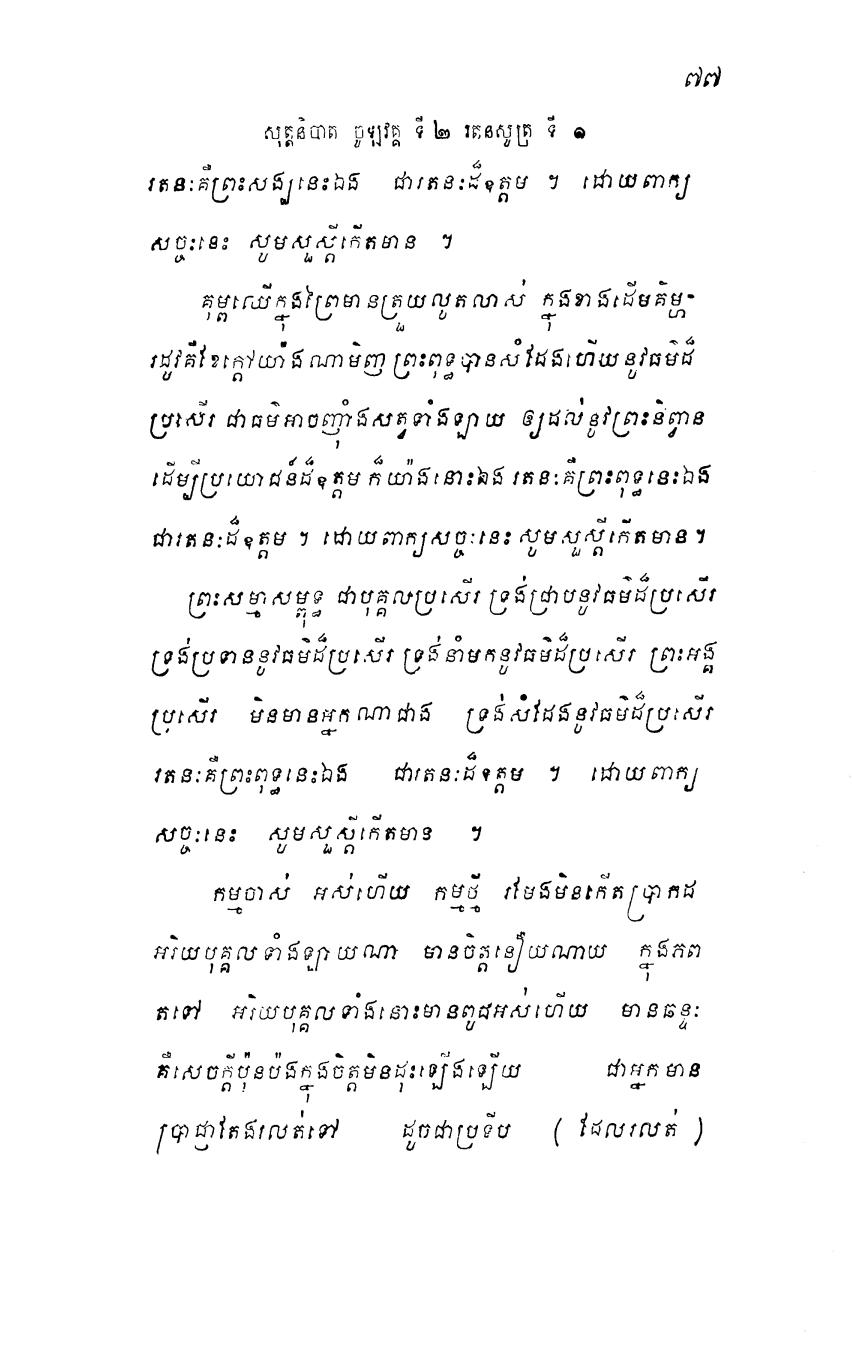 ៧៧
សុត្តនិបាត ចូឡវគ្គ ទី ២ រតនសូត្រ ទី ១
រតនៈគឺព្រះសង្ឃនេះឯង ជារតនៈដ៏ឧត្តម ។ ដោយពាក្យ
សច្ចៈនេះ សូមសួស្តីកើតមាន ។
គុម្ពឈើក្នុងព្រៃមានត្រួយលូតលាស់ ក្នុងខាងដើមគិម្ហ-
រដូវគឺខែក្តៅយ៉ាងណាមិញ ព្រះពុទ្ធបានសំដែងហើយនូវធម៌ដ៏
ប្រសើរ ជាធម៌អាចញ៉ាំងសត្វទាំងឡាយ ឲ្យដល់នូវព្រះនិព្វាន
ដើម្បីប្រយោជន៍ដ៏ឧត្តម ក៏យ៉ាងនោះឯង រតនៈគឺព្រះពុទ្ធនេះឯង
ជារតនៈដ៏ឧត្តម ។ ដោយពាក្យសច្ចៈនេះ សូមសួស្តីកើតមាន ។
ព្រះសម្មាសម្ពុទ្ធ ជាបុគ្គលប្រសើរ ទ្រង់ជ្រាបនូវធម៌ដ៏ប្រសើរ
ទ្រង់ប្រទាននូវធម៌ដ៏ប្រសើរ ទ្រង់នាំមកនូវធម៌ដ៏ប្រសើរ ព្រះអង្គ
ប្រសើរ មិនមានអ្នកណាជាង ទ្រង់សំដែងនូវធម៌ដ៏ប្រសើរ
រតនៈគឺព្រះពុទ្ធនេះឯង ជារតនៈដ៏ឧត្តម ។ ដោយពាក្យ
សច្ចៈនេះ សូមសួស្តីកើតមាន ។
កម្មចាស់ អស់ហើយ កម្មថ្មី រមែងមិនកើតប្រាកដ
អរិយបុគ្គលទាំងឡាយណា មានចិត្តនឿយណាយ ក្នុងភព
តទៅ អរិយបុគ្គលទាំងនោះមានពូជអស់ហើយ មានឆន្ទៈ
គឺសេចក្តីប៉ុនប៉ងក្នុងចិត្តមិនដុះឡើងឡើយ ជាអ្នកមាន
ប្រាជ្ញាតែងរលត់ទៅ ដូចជាប្រទីប ( ដែលរលត់ )